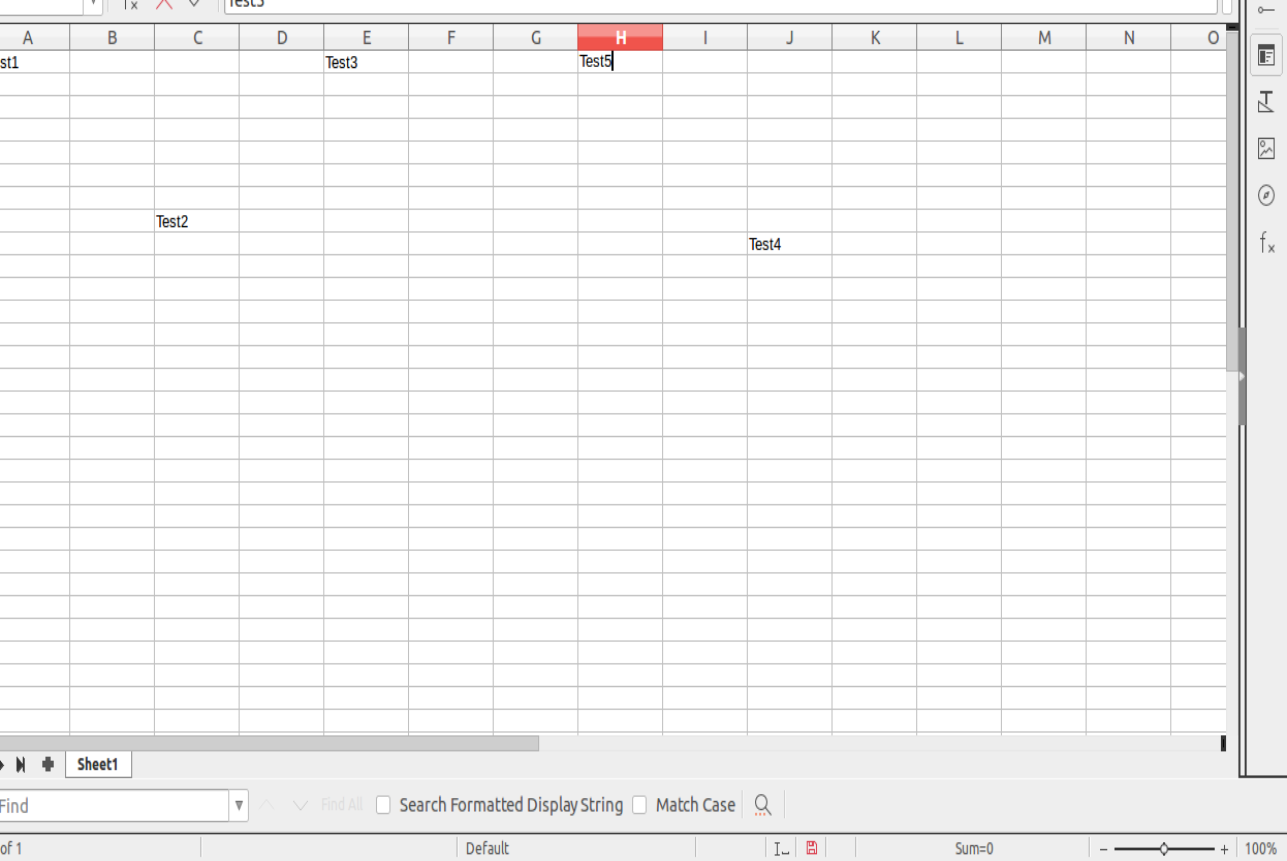 Test5
A B C D E F G H I J K L M N O
st1 Test3 Test5
Test2
Test4
Sheet1
Find Find All Search Formatted Display String Match Case
of 1 Default Sum=0 100%